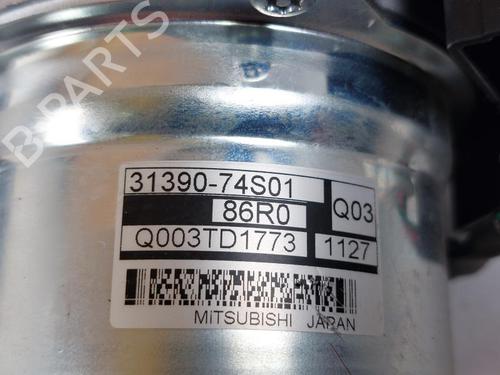 B PARTS
31390-74S01
86R0
Q03
Q003TD1773
1127
MITSUBISHI JAPAN